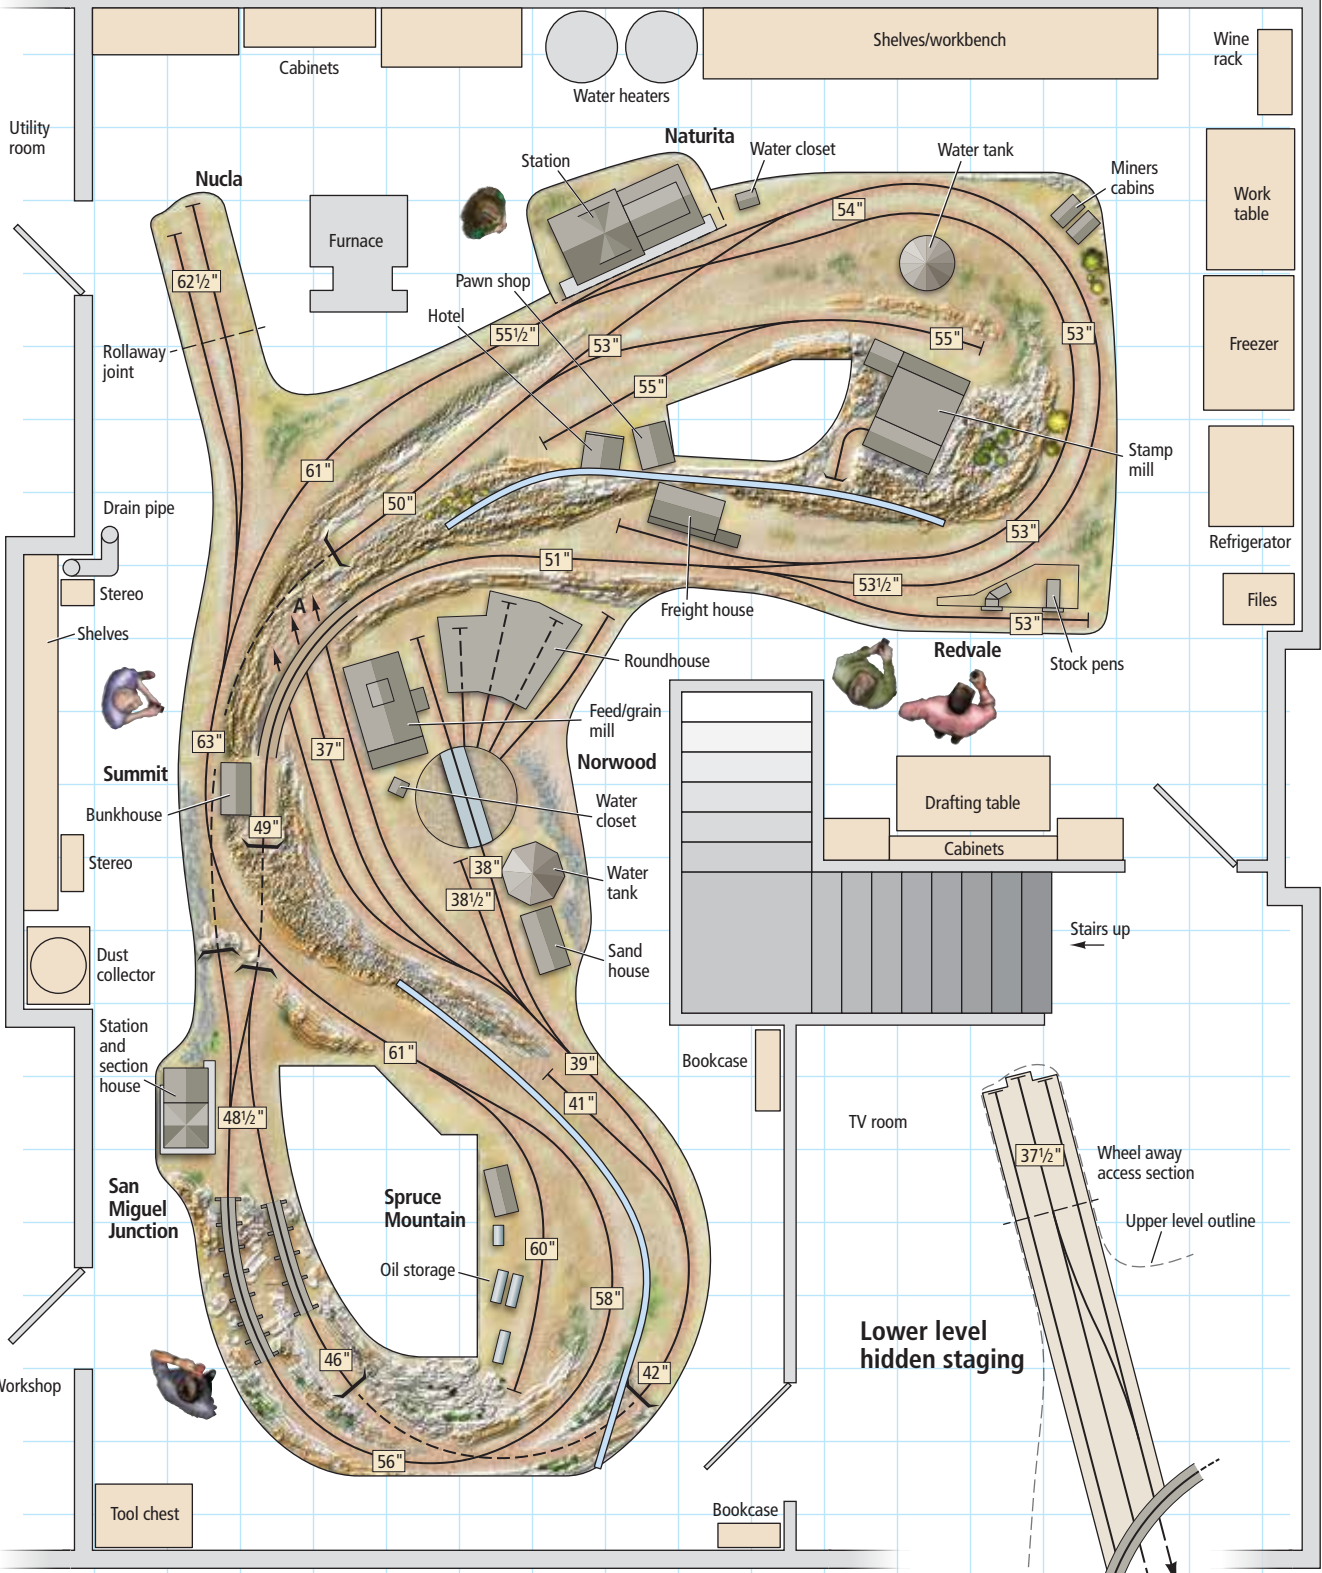 Cabinets
Water heaters
Shelves/workbench
Wine
rack
Utility
room
Naturita
Water closet
Station
Water tank
Miners
cabins
Nucla
Work
table
54"
Furnace
62½"
Pawn shop
Hotel
55½"
53"
55"
53"
Freezer
Rollaway
joint
55"
61"
Stamp
mill
50"
Drain pipe
53"
Refrigerator
51"
53½"
Stereo
A
Freight house
53"
Files
Shelves
Redvale
Stock pens
Roundhouse
Feed/grain
mill
63"
37"
Norwood
Summit
Bunkhouse
Water
closet
Drafting table
49"
Cabinets
Stereo
38"
38½"
Water
tank
Stairs up
Sand
house
Dust
collector
Station
and
section
house
61"
39"
Bookcase
41"
48½"
TV room
37½"
Wheel away
access section
San
Miguel
Junction
Spruce
Mountain
Upper level outline
60"
Oil storage
58"
Lower level
hidden staging
46"
42"
Workshop
56"
Tool chest
Bookcase